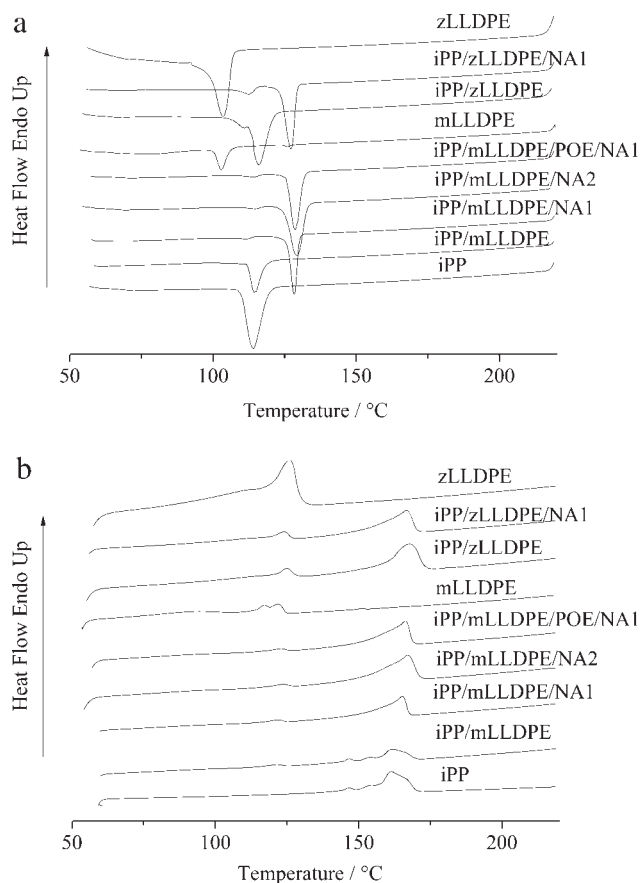 a
zLLDPE
iPP/zLLDPE/NA1
iPP/zLLDPE
mLLDPE
iPP/mLLDPE/POE/NA1
iPP/mLLDPE/NA2
iPP/mLLDPE/NA1
iPP/mLLDPE
iPP
Heat Flow Endo Up
50 100 150 200
Temperature / °C
b
zLLDPE
iPP/zLLDPE/NA1
iPP/zLLDPE
mLLDPE
iPP/mLLDPE/POE/NA1
iPP/mLLDPE/NA2
iPP/mLLDPE/NA1
iPP/mLLDPE
iPP
Heat Flow Endo Up
50 100 150 200
Temperature / °C